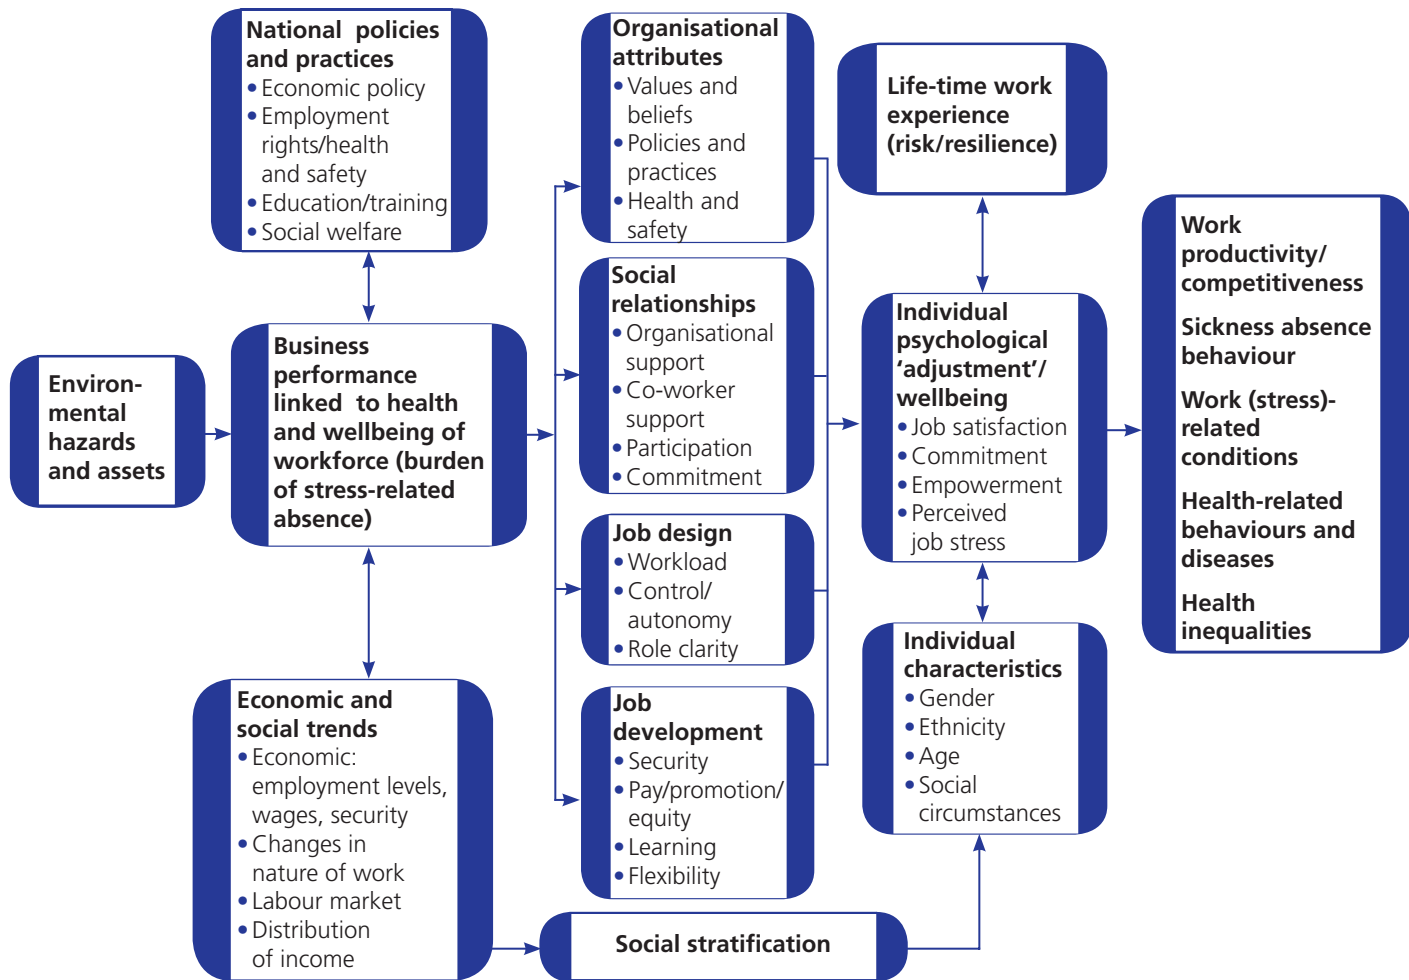 National policies
and practices
• Economic policy
• Employment
rights/health
and safety
• Education/training
• Social welfare
Organisational
attributes
• Values and
beliefs
• Policies and
practices
• Health and
safety
Life-time work
experience
(risk/resilience)
Environ-
mental
hazards
and assets
Business
performance
linked to health
and wellbeing of
workforce (burden
of stress-related
absence)
Social
relationships
• Organisational
support
• Co-worker
support
• Participation
• Commitment
Individual
psychological
‘adjustment’/
wellbeing
• Job satisfaction
• Commitment
• Empowerment
• Perceived
job stress
Work
productivity/
competitiveness
Sickness absence
behaviour
Work (stress)-
related
conditions
Health-related
behaviours and
diseases
Health
inequalities
Job design
• Workload
• Control/
autonomy
• Role clarity
Individual
characteristics
• Gender
• Ethnicity
• Age
• Social
circumstances
Economic and
social trends
• Economic:
employment levels,
wages, security
• Changes in
nature of work
• Labour market
• Distribution
of income
Job
development
• Security
• Pay/promotion/
equity
• Learning
• Flexibility
Social stratification